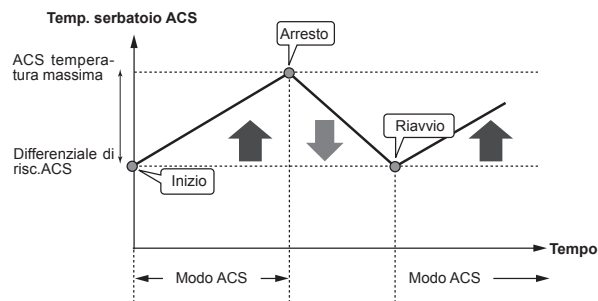 Temp. serbatoio ACS
Arresto
ACS tempera-
tura massima
Riavvio
Differenziale di
risc.ACS
Inizio
Tempo
Modo ACS
Modo ACS